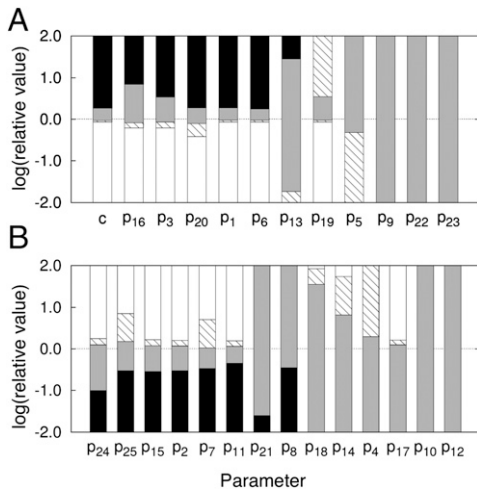 A
log(relative value)
2.0
1.0
0.0
-1.0
-2.0
c p16 p3 p20 p1 p6 p13 p19 p5 p9 p22 p23
B
log(relative value)
2.0
1.0
0.0
-1.0
-2.0
p24 p25 p15 p2 p7 p11 p21 p8 p18 p14 p4 p17 p10 p12
Parameter